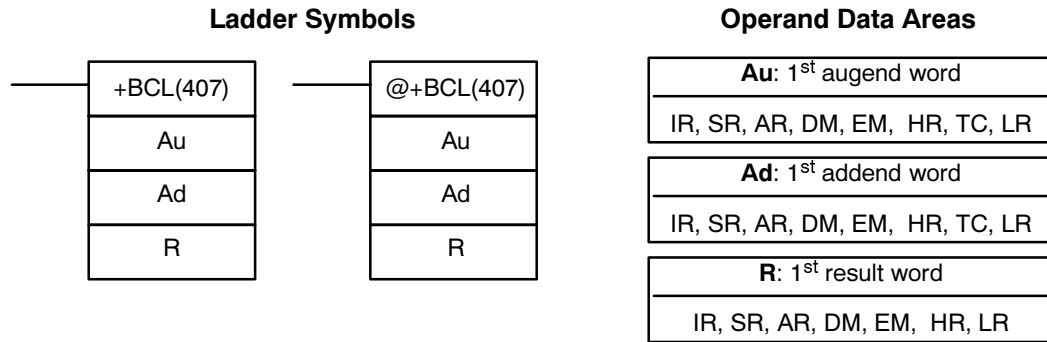 Ladder Symbols
+BCL(407)
Au
Ad
R
@+BCL(407)
Au
Ad
R
Operand Data Areas
Au: 1st augend word
IR, SR, AR, DM, EM, HR, TC, LR
Ad: 1st addend word
IR, SR, AR, DM, EM, HR, TC, LR
R: 1st result word
IR, SR, AR, DM, EM, HR, LR